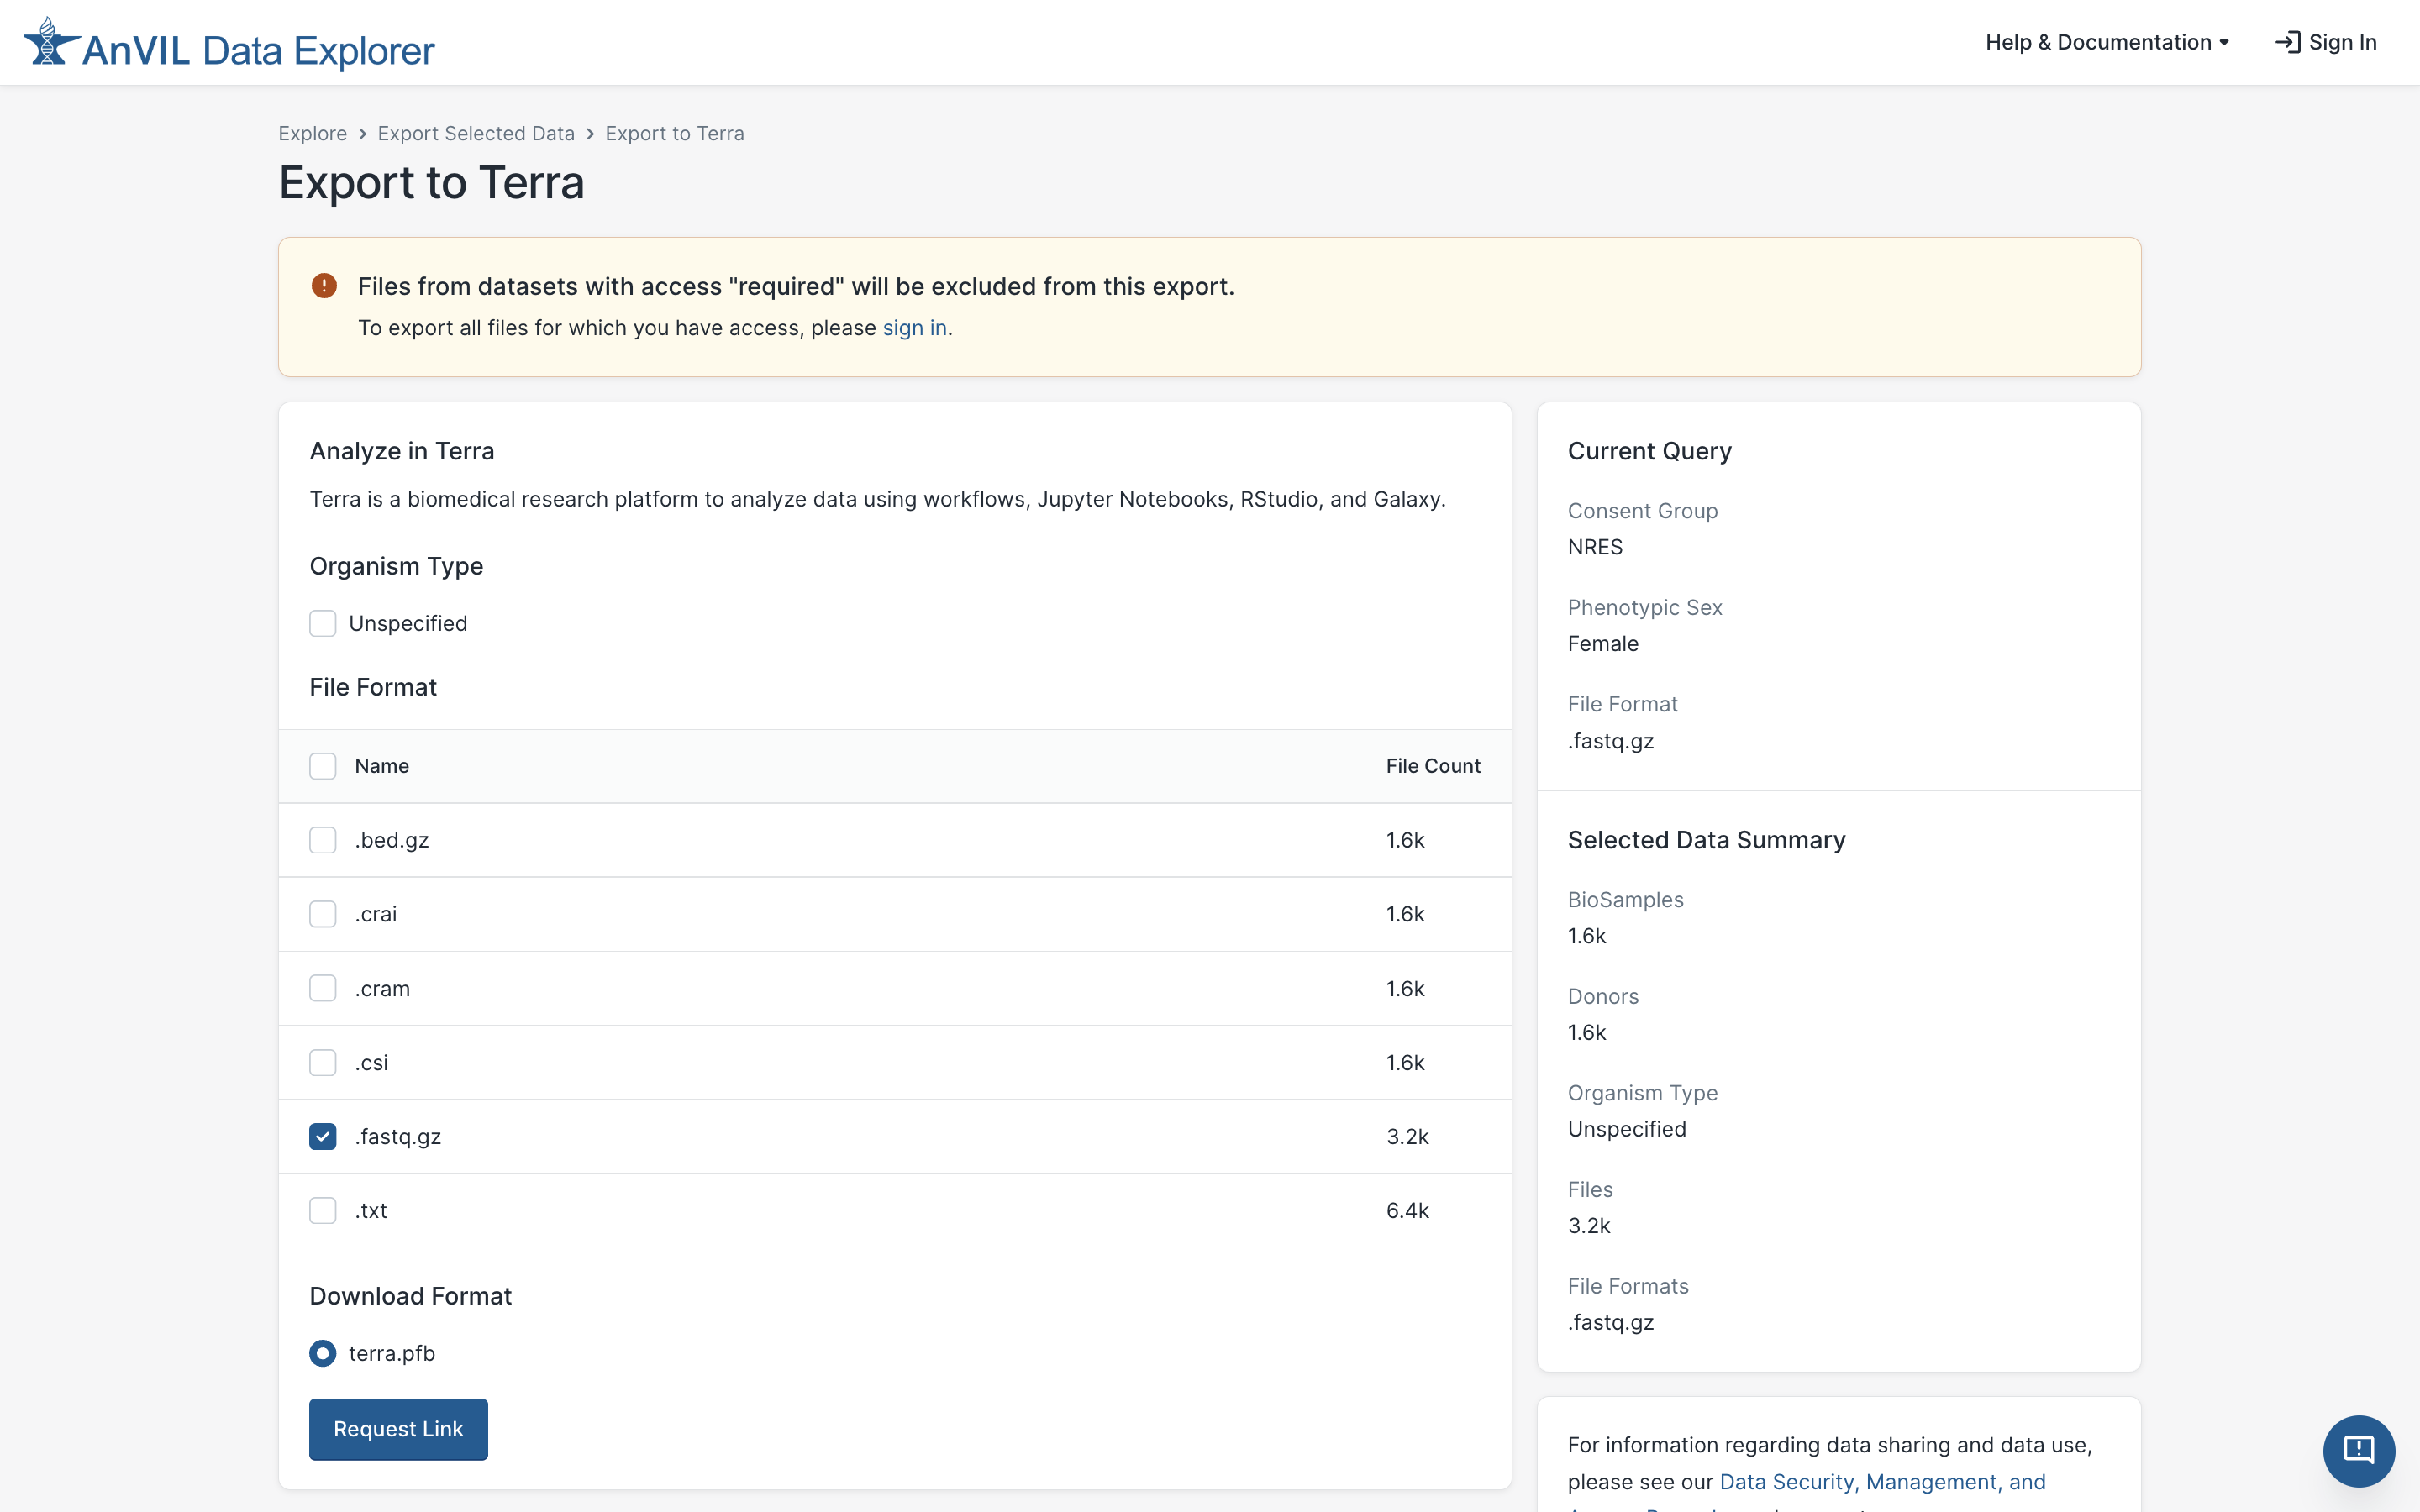 AnVIL Data Explorer
Help & Documentation
Sign In
Explore > Export Selected Data > Export to Terra
Export to Terra
Files from datasets with access "required" will be excluded from this export.
To export all files for which you have access, please sign in.
Analyze in Terra
Terra is a biomedical research platform to analyze data using workflows, Jupyter Notebooks, RStudio, and Galaxy.
Organism Type
Unspecified
File Format
Name File Count
.bed.gz 1.6k
.crai 1.6k
.cram 1.6k
.csi 1.6k
.fastq.gz 3.2k
.txt 6.4k
Download Format
terra.pfb
Request Link
Current Query
Consent Group
NRES
Phenotypic Sex
Female
File Format
.fastq.gz
Selected Data Summary
BioSamples
1.6k
Donors
1.6k
Organism Type
Unspecified
Files
3.2k
File Formats
.fastq.gz
For information regarding data sharing and data use,
please see our Data Security, Management, and